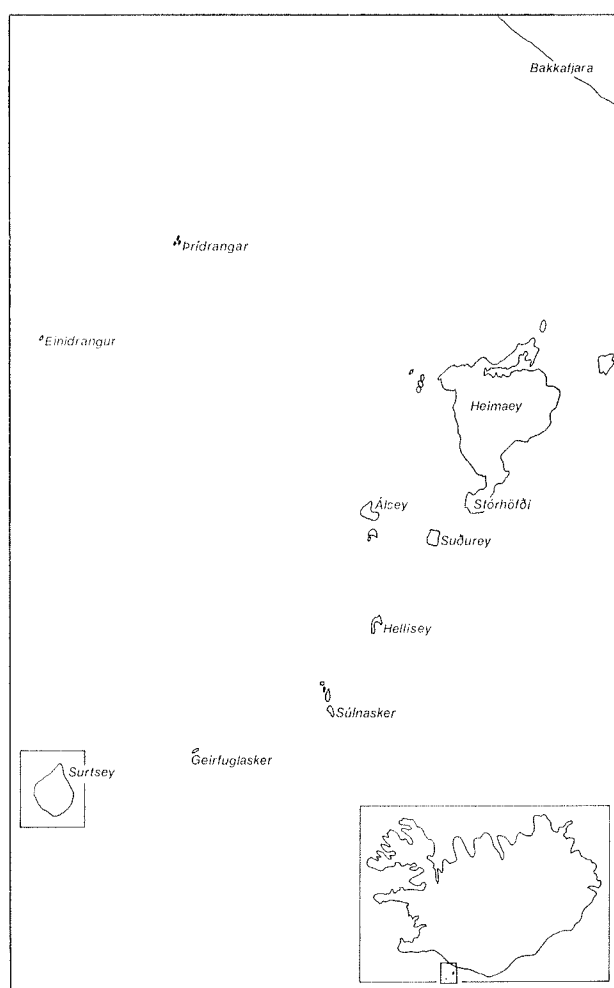 Bakkafjara
Þrídrangar
Einidrangur
Heimaey
Álsey
Stórhöfði
Suðurey
Hellisey
Súlnasker
Geirfuglasker
Surtsey